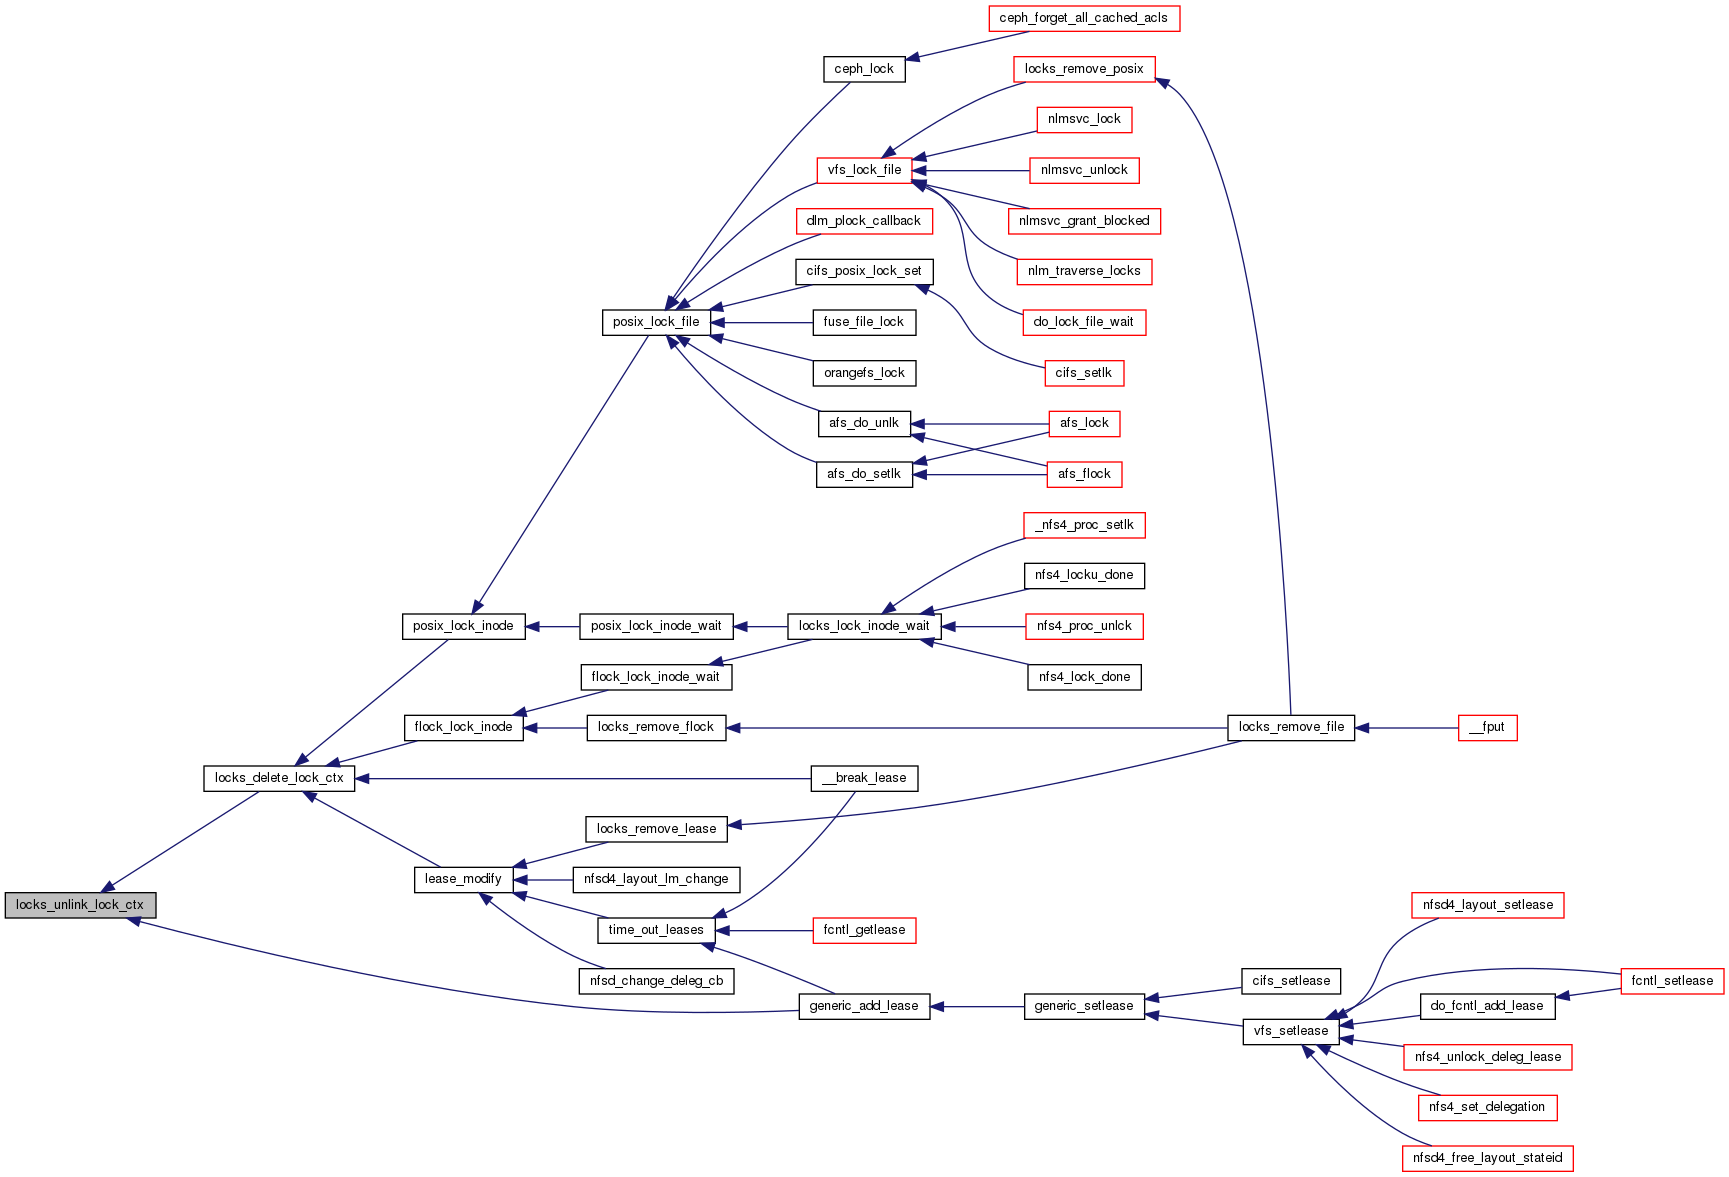 ceph_forget_all_cached_acls
ceph_lock
locks_remove_posix
nlmsvc_lock
vfs_lock_file
nlmsvc_unlock
dlm_plock_callback
nlmsvc_grant_blocked
cifs_posix_lock_set
nlm_traverse_locks
posix_lock_file
fuse_file_lock
do_lock_file_wait
orangefs_lock
cifs_setlk
afs_do_unlk
afs_lock
afs_do_setlk
afs_flock
_nfs4_proc_setlk
nfs4_locku_done
posix_lock_inode
posix_lock_inode_wait
locks_lock_inode_wait
nfs4_proc_unlck
flock_lock_inode_wait
nfs4_lock_done
flock_lock_inode
locks_remove_flock
locks_remove_file
__fput
locks_delete_lock_ctx
__break_lease
locks_remove_lease
lease_modify
nfsd4_layout_lm_change
locks_unlink_lock_ctx
nfsd4_layout_setlease
time_out_leases
fcntl_getlease
nfsd_change_deleg_cb
cifs_setlease
fcntl_setlease
generic_add_lease
generic_setlease
do_fcntl_add_lease
vfs_setlease
nfs4_unlock_deleg_lease
nfs4_set_delegation
nfsd4_free_layout_stateid